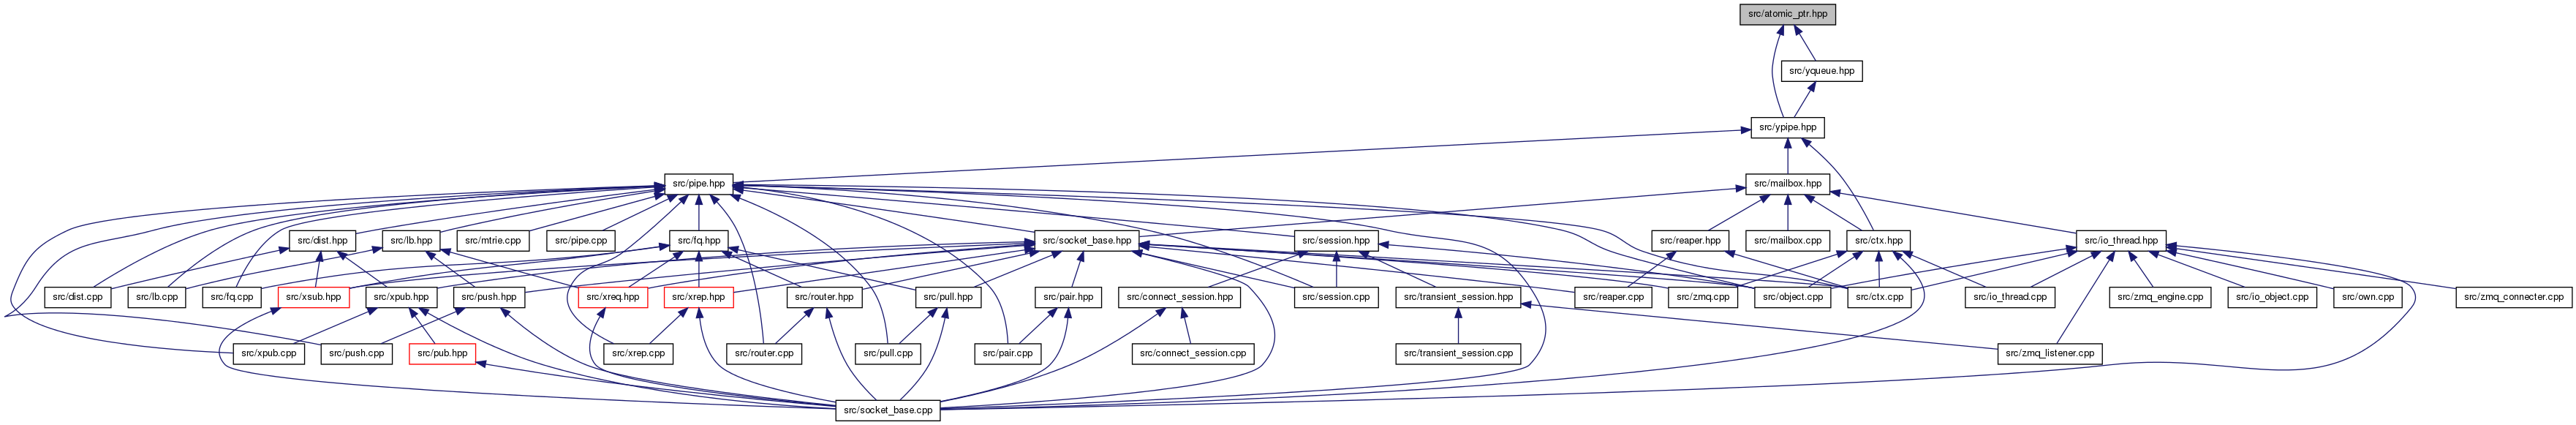 src/atomic_ptr.hpp
src/yqueue.hpp
src/ypipe.hpp
src/pipe.hpp
src/mailbox.hpp
src/dist.hpp
src/lb.hpp
src/mtrie.cpp
src/pipe.cpp
src/fq.hpp
src/socket_base.hpp
src/session.hpp
src/reaper.hpp
src/mailbox.cpp
src/ctx.hpp
src/io_thread.hpp
src/dist.cpp
src/lb.cpp
src/fq.cpp
src/xsub.hpp
src/xpub.hpp
src/push.hpp
src/xreq.hpp
src/xrep.hpp
src/router.hpp
src/pull.hpp
src/pair.hpp
src/connect_session.hpp
src/session.cpp
src/transient_session.hpp
src/reaper.cpp
src/zmq.cpp
src/object.cpp
src/ctx.cpp
src/io_thread.cpp
src/zmq_engine.cpp
src/io_object.cpp
src/own.cpp
src/zmq_connecter.cpp
src/xpub.cpp
src/push.cpp
src/pub.hpp
src/xrep.cpp
src/router.cpp
src/pull.cpp
src/pair.cpp
src/connect_session.cpp
src/transient_session.cpp
src/zmq_listener.cpp
src/socket_base.cpp